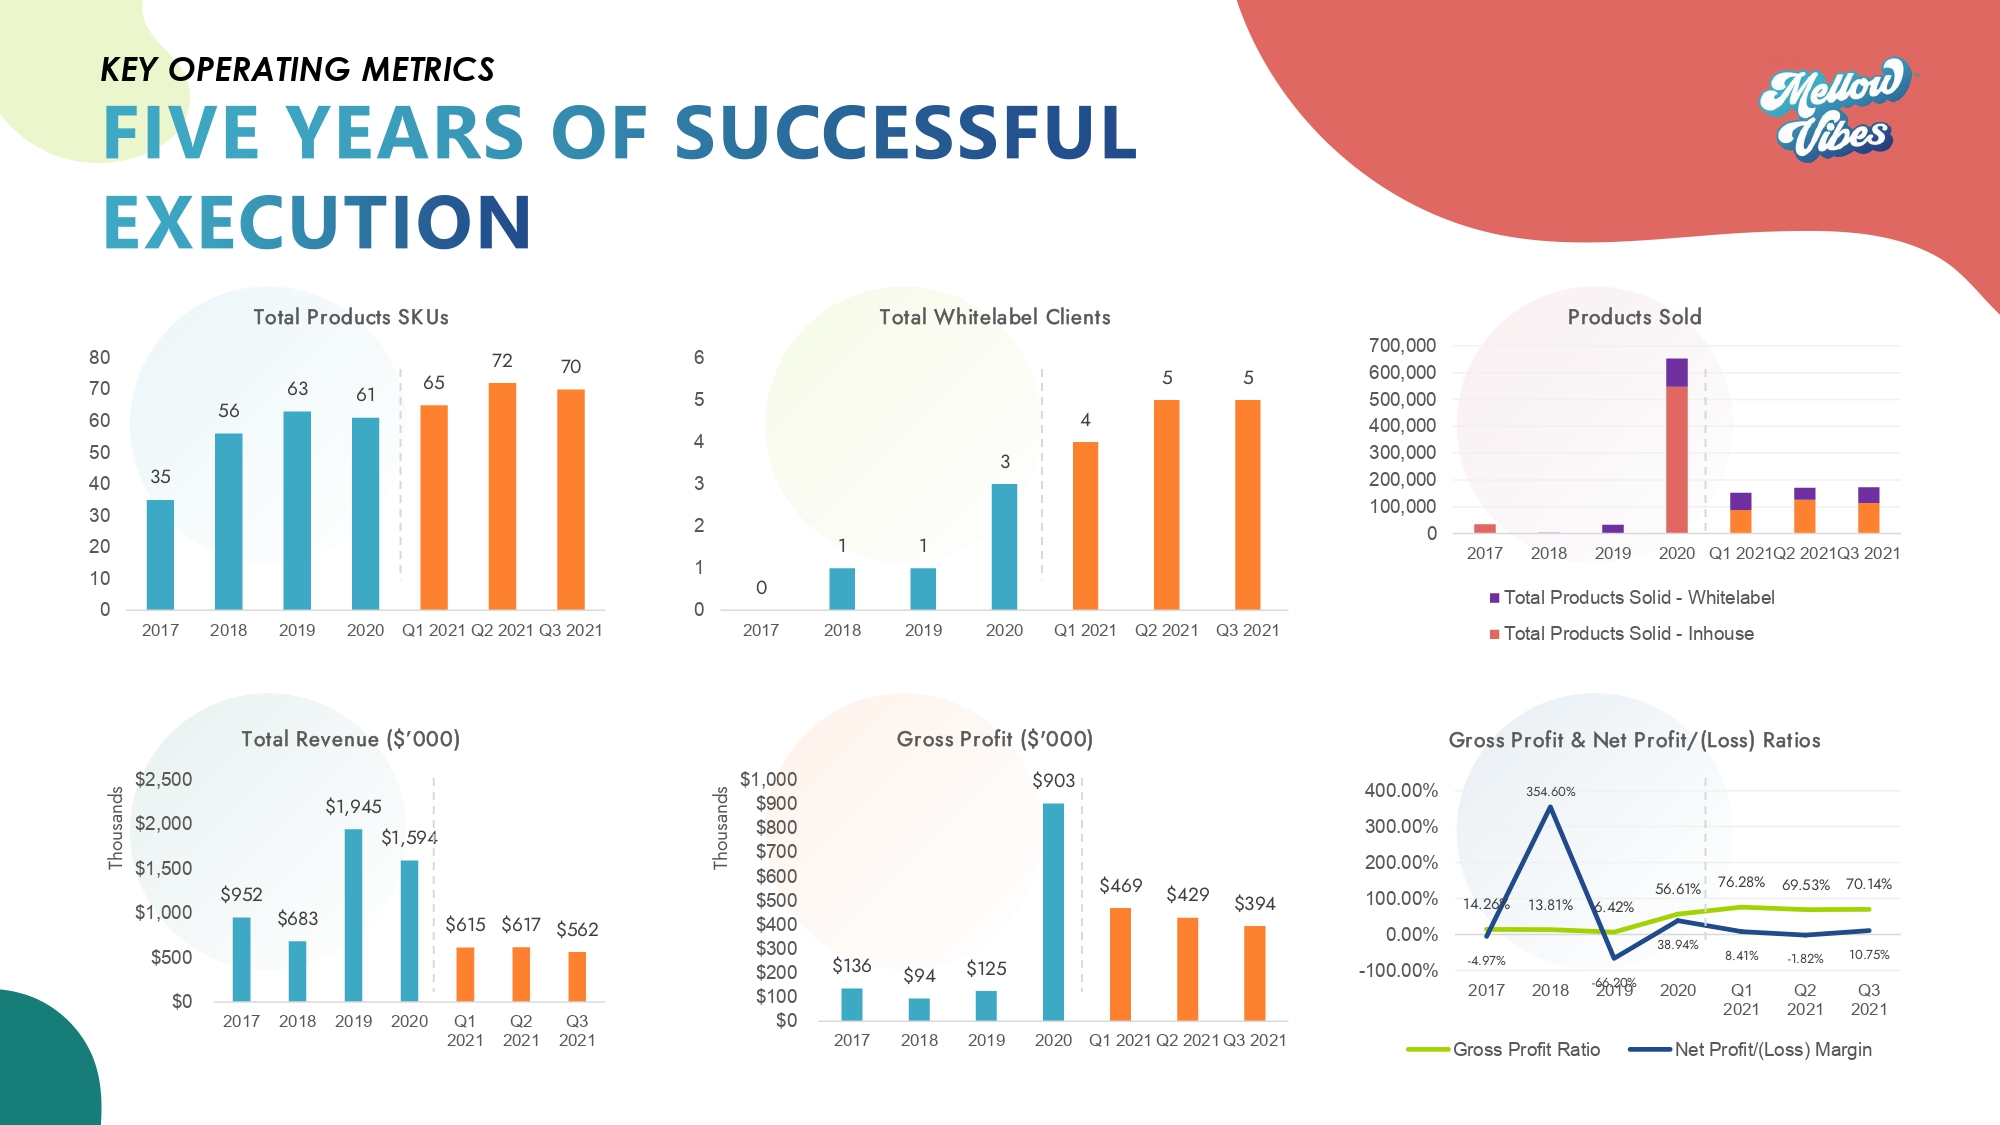 KEY OPERATING METRICS
FIVE YEARS OF SUCCESSFUL
EXECUTION
Mellow
Vibes
Total Products SKUs
80
70
60
50
40
30
20
10
0
35
56
63
61
65
72
70
2017 2018 2019 2020 Q1 2021 Q2 2021 Q3 2021
Total Whitelabel Clients
6
5
4
3
2
1
0
0
1
1
3
4
5
5
2017 2018 2019 2020 Q1 2021 Q2 2021 Q3 2021
Products Sold
700,000
600,000
500,000
400,000
300,000
200,000
100,000
0
2017 2018 2019 2020 Q1 2021 Q2 2021 Q3 2021
Total Products Solid - Whitelabel
Total Products Solid - Inhouse
Total Revenue ($'000)
Thousands
$2,500
$2,000
$1,500
$1,000
$500
$0
$952
$683
$1,945
$1,594
$615
$617
$562
2017 2018 2019 2020 Q1 Q2 Q3
2021 2021 2021
Gross Profit ($'000)
Thousands
$1,000
$900
$800
$700
$600
$500
$400
$300
$200
$100
$0
$136
$94
$125
$903
$469
$429
$394
2017 2018 2019 2020 Q1 2021 Q2 2021 Q3 2021
Gross Profit & Net Profit/(Loss) Ratios
400.00%
300.00%
200.00%
100.00%
0.00%
-100.00%
354.60%
14.26% 13.81% 6.42% 56.61% 76.28% 69.53% 70.14%
-4.97% -66.20% 38.94% 8.41% -1.82% 10.75%
2017 2018 2019 2020 Q1 Q2 Q3
2021 2021 2021
Gross Profit Ratio Net Profit/(Loss) Margin